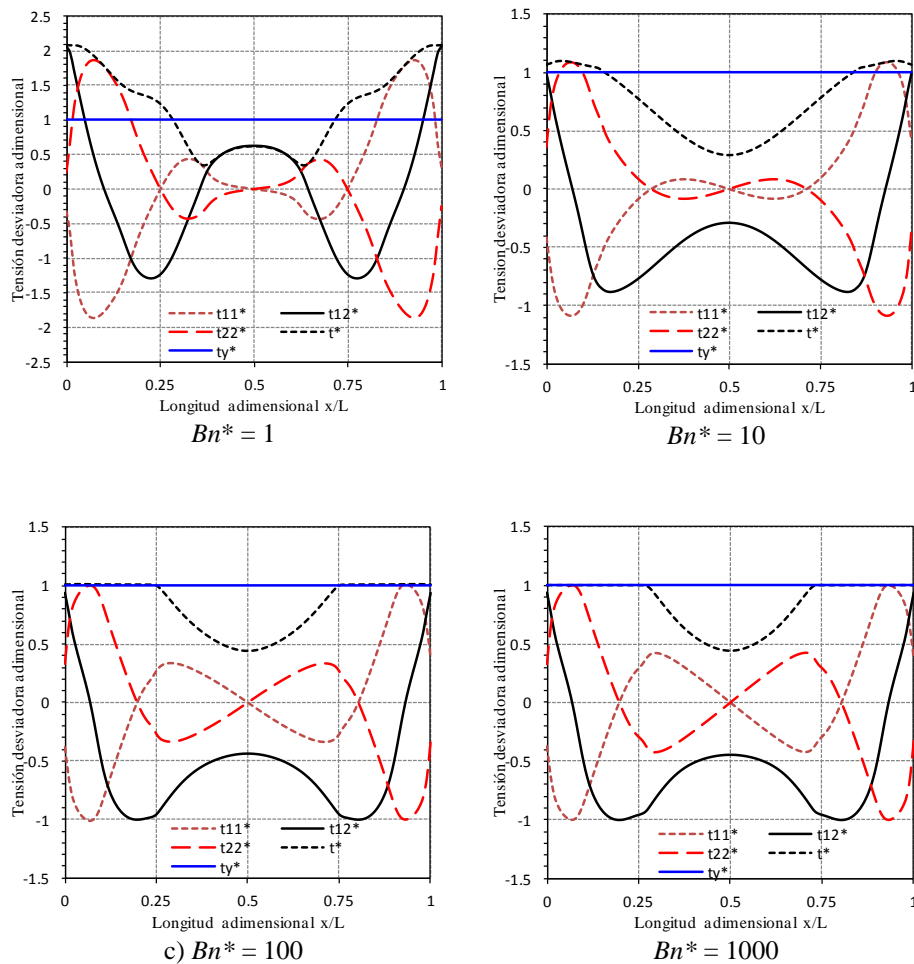 2.5
2
1.5
1
0.5
0
-0.5
-1
-1.5
-2
-2.5
Tensión desviadora adimensional
t11*
t12*
t22*
t*
ty*
0
0.25
0.5
0.75
1
Longitud adimensional x/L
Bn* = 1
1.5
1
0.5
0
-0.5
-1
-1.5
Tension desviadora adimensional
t11*
t12*
t22*
t*
ty*
0
0.25
0.5
0.75
1
Longitud adimensional x/L
Bn* = 10
1.5
1
0.5
0
-0.5
-1
-1.5
Tensión desviadora adimensional
t11*
t12*
t22*
t*
ty*
0
0.25
0.5
0.75
1
Longitud adimensional x/L
c) Bn* = 100
1.5
1
0.5
0
-0.5
-1
-1.5
Tensión desviadora adimensional
t11*
t12*
t22*
t*
ty*
0
0.25
0.5
0.75
1
Longitud adimensional x/L
Bn* = 1000